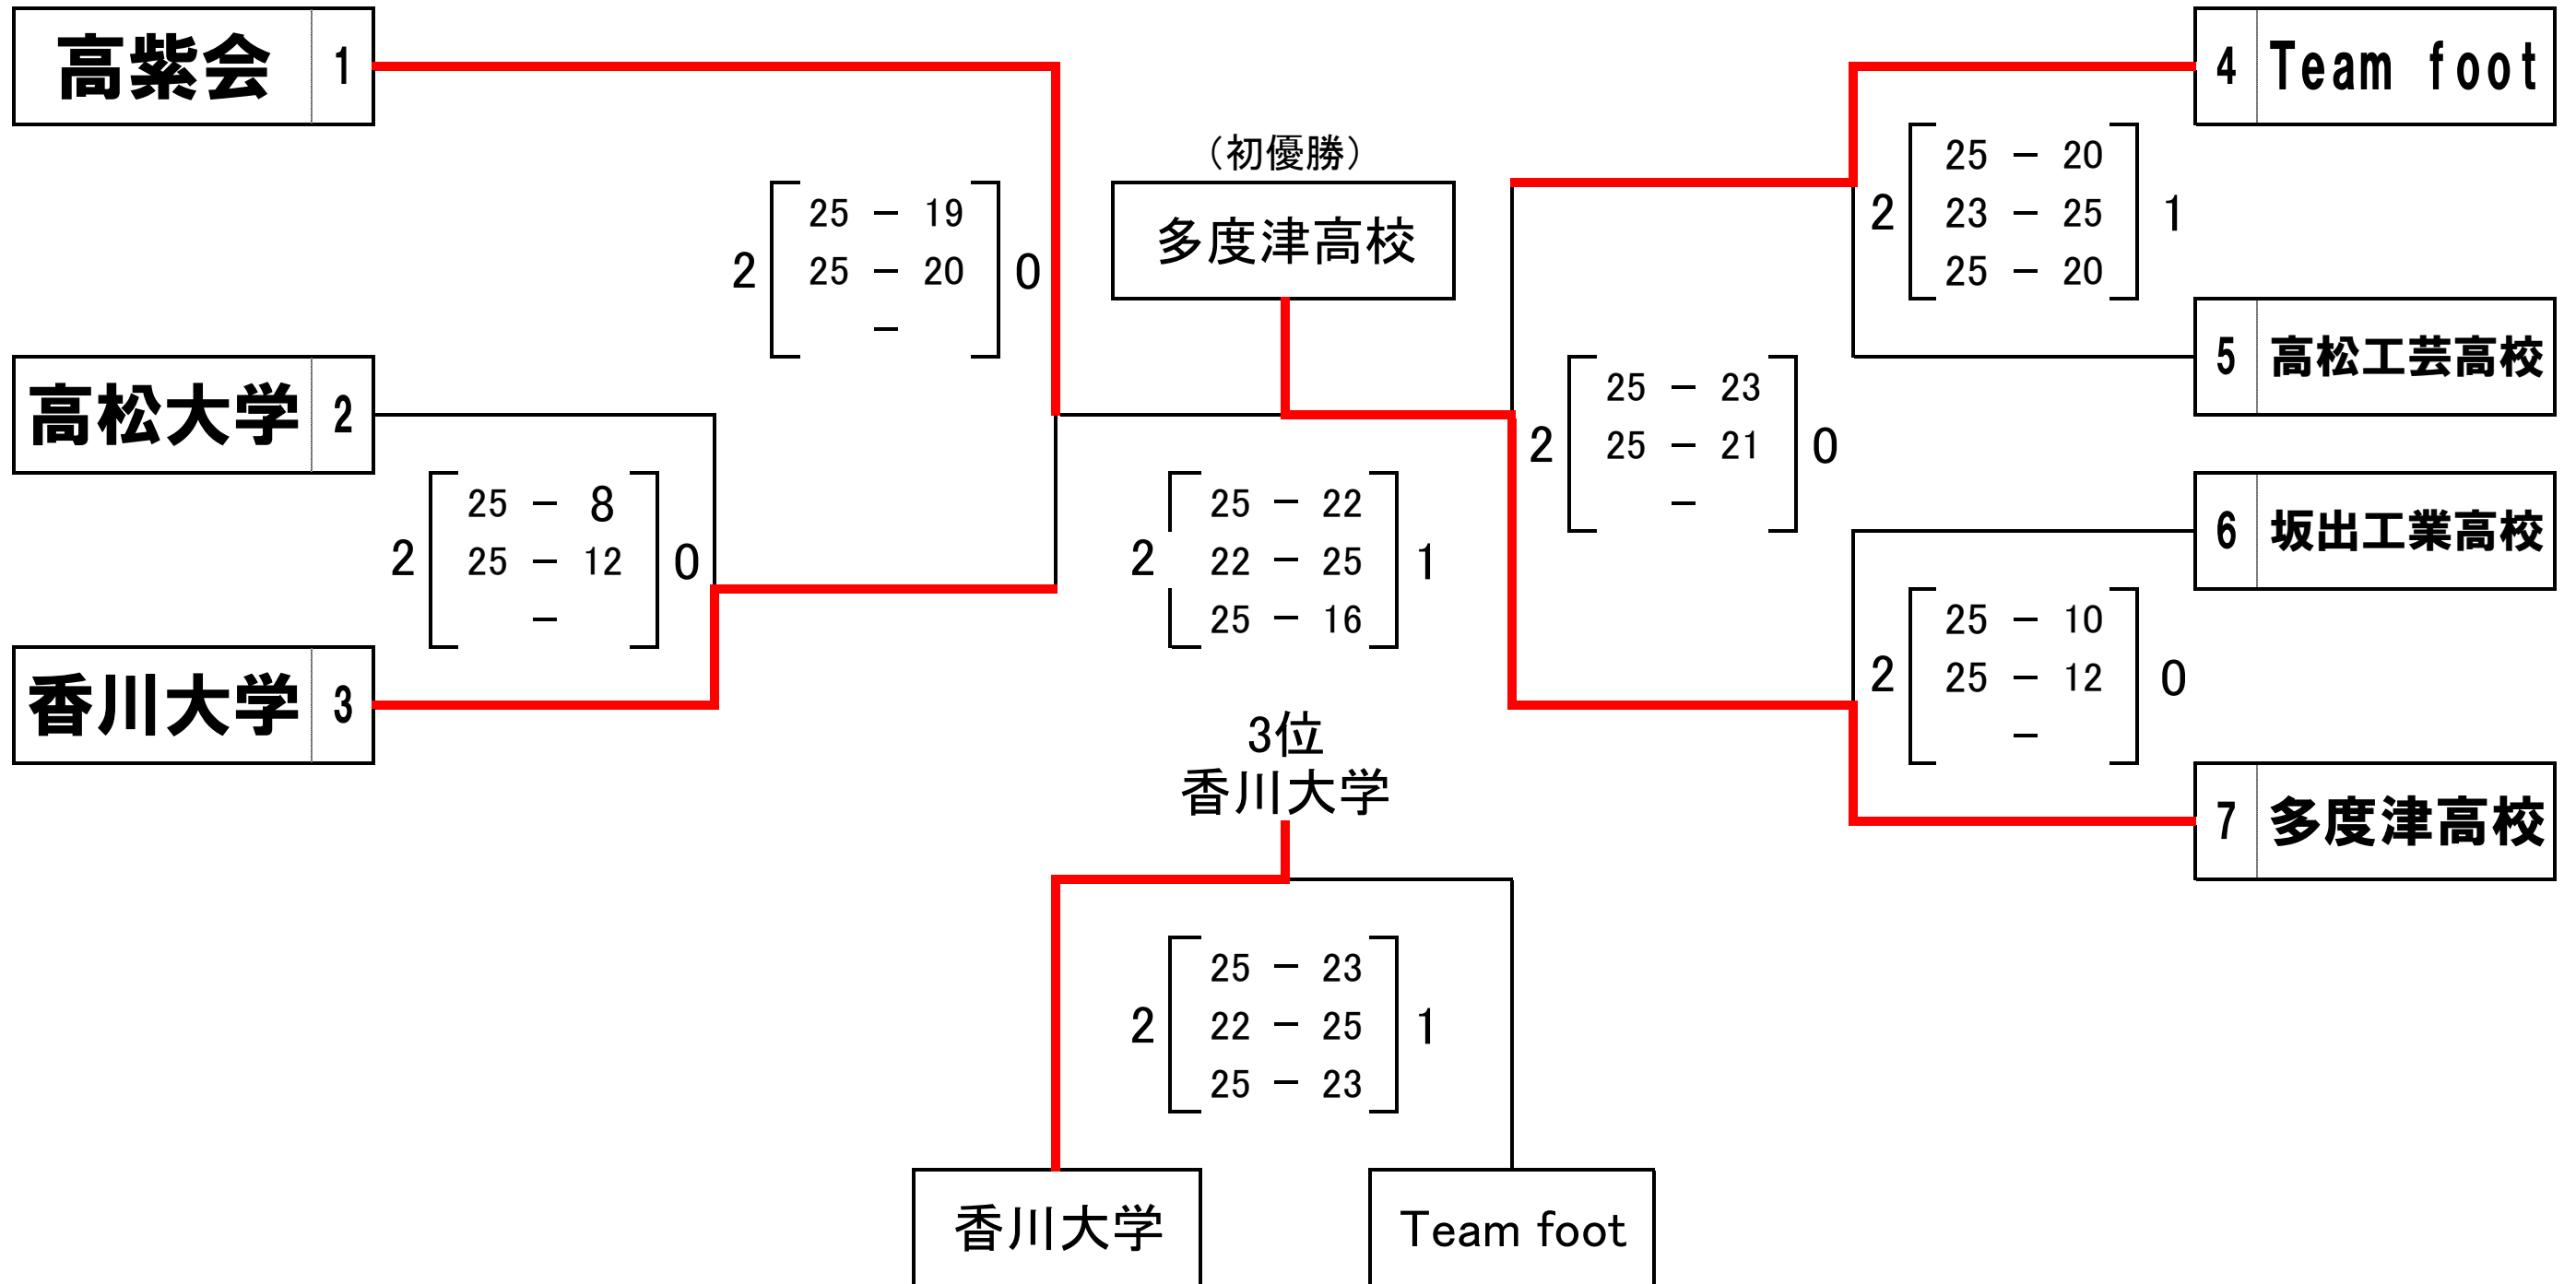 高紫会 1
4 Team foot
(初優勝)
多度津高校
2 25 - 19 0
25 - 20
-
2 25 - 20 1
23 - 25
25 - 20
高松大学 2
5 高松工芸高校
2 25 - 23 0
25 - 21
-
2 25 - 8 0
25 - 12
-
2 25 - 22 1
22 - 25
25 - 16
6 坂出工業高校
2 25 - 10 0
25 - 12
-
香川大学 3
7 多度津高校
3位
香川大学
2 25 - 23 1
22 - 25
25 - 23
香川大学
Team foot